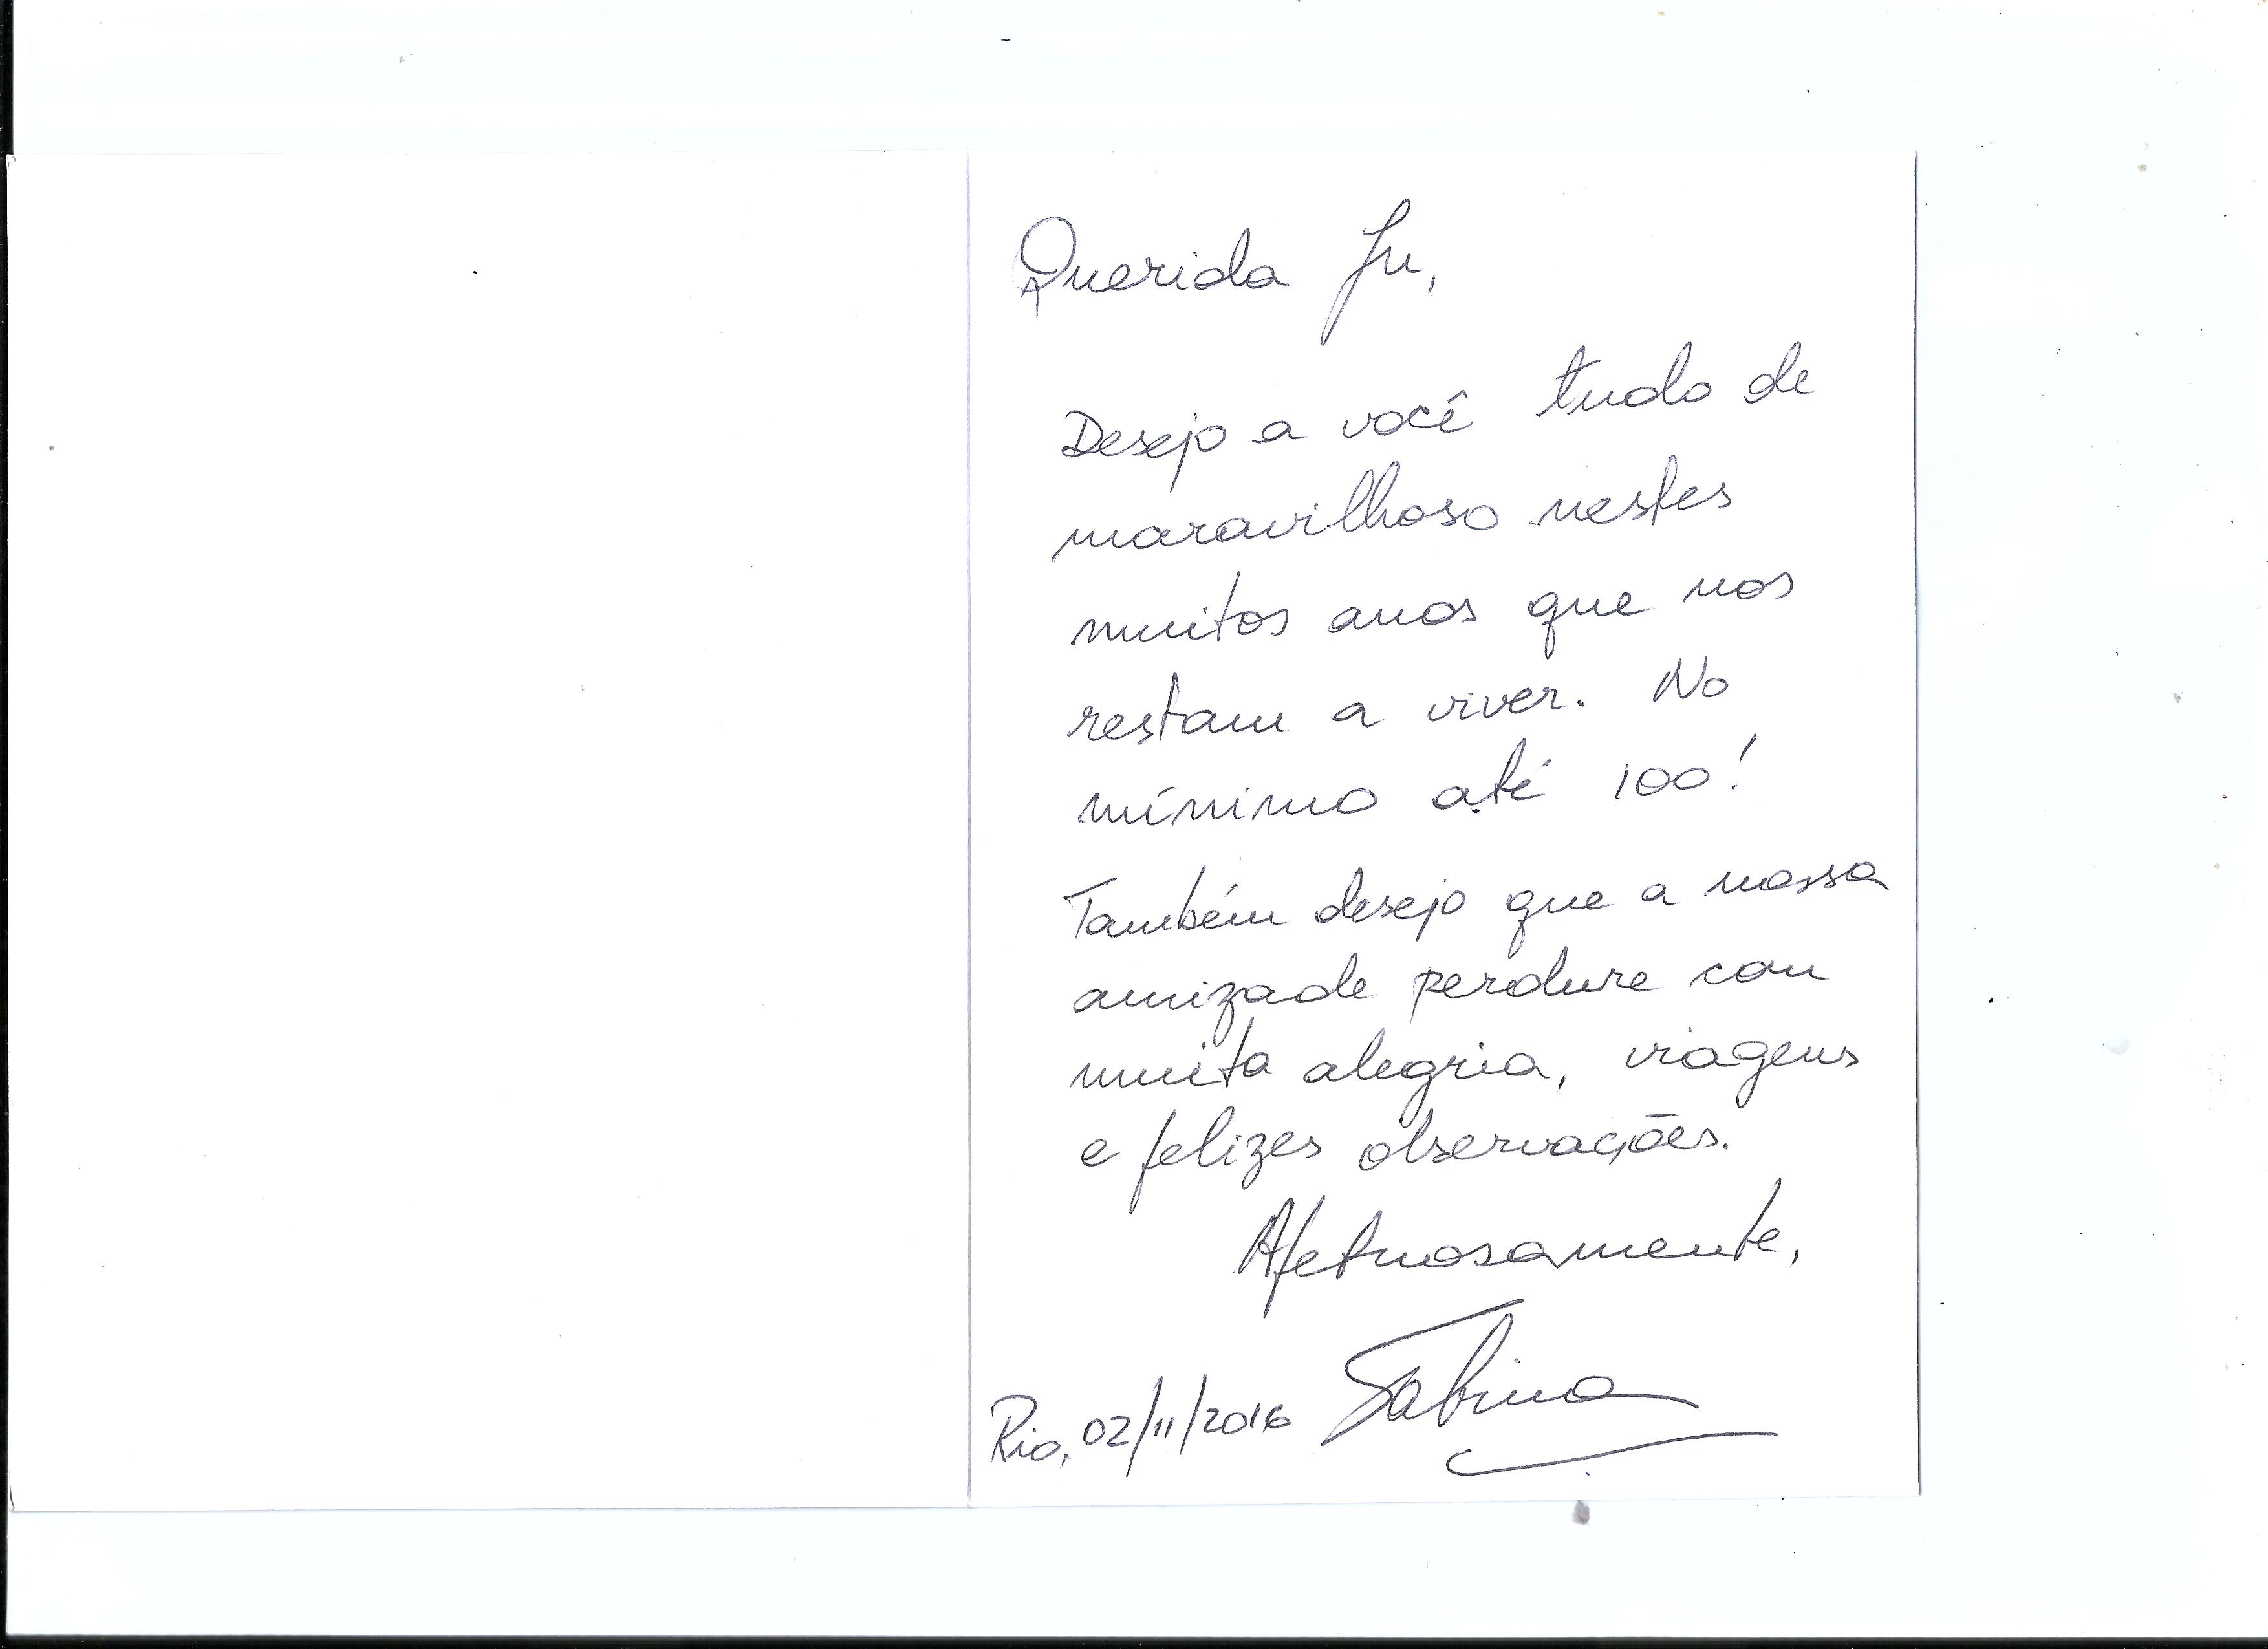 Querida Ju,
Desejo a você tudo de
maravilhoso nestes
muitos anos que nos
restam a viver. No
mínimo até 100!
Também desejo que a nossa
amizade perdure com
muita alegria, viagens
e felizes observações.
Afetuosamente,
Sabina
Rio, 02/11/2016